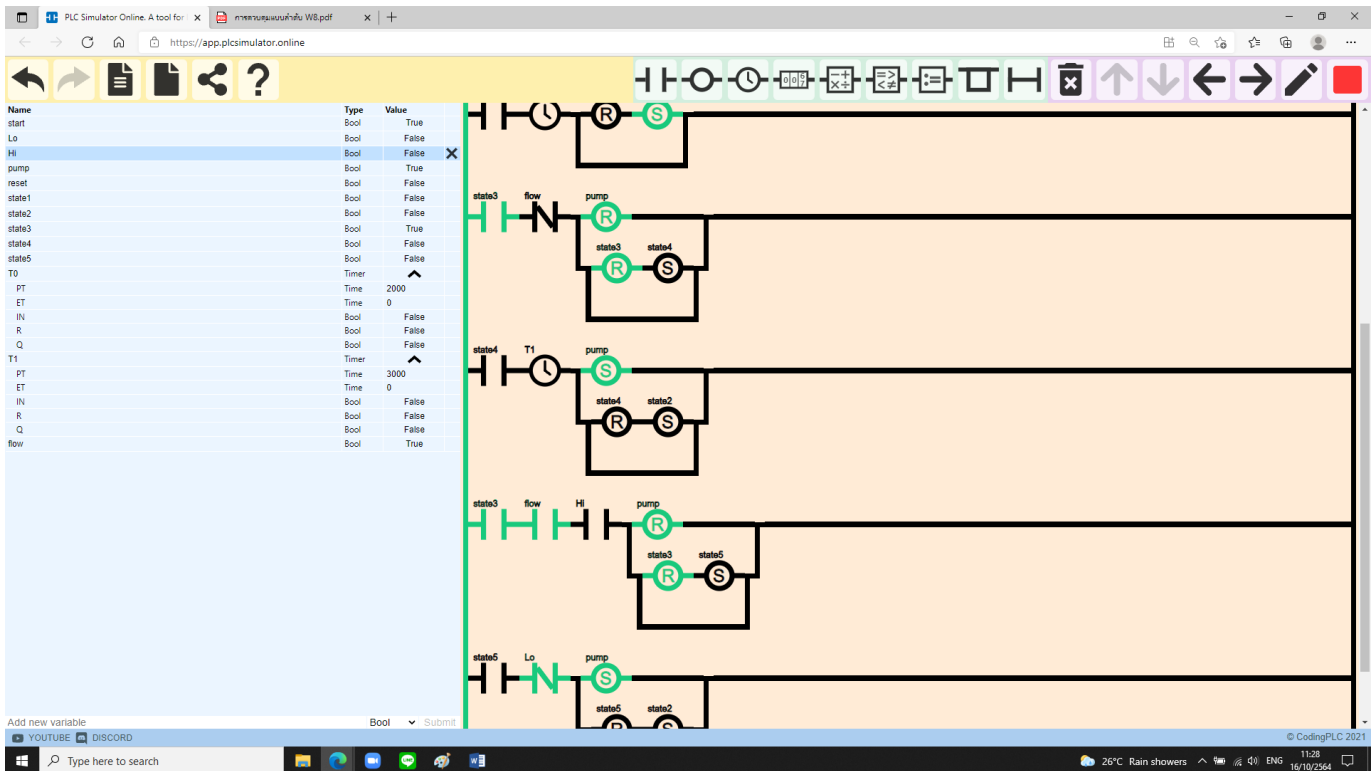 PLC Simulator Online. A tool for
การควบคุมแบบลำดับ W8.pdf
https://app.plcsimulator.online
Name Type Value
start Bool True
Lo Bool False
Hi Bool False
pump Bool True
reset Bool False
state1 Bool False
state2 Bool False
state3 Bool True
state4 Bool False
state5 Bool False
T0 Timer
PT Time 2000
ET Time 0
IN Bool False
R Bool False
Q Bool False
T1 Timer
PT Time 3000
ET Time 0
IN Bool False
R Bool False
Q Bool False
flow Bool True
R S
state3 flow pump
R
state3 state4
R S
state4 T1 pump
S
state4 state2
R S
state3 flow Hi pump
R
state3 state5
R S
state5 Lo pump
S
state5 state2
Add new variable Bool Submit
YOUTUBE DISCORD © CodingPLC 2021
Type here to search
26°C Rain showers ENG
11:28
16/10/2564